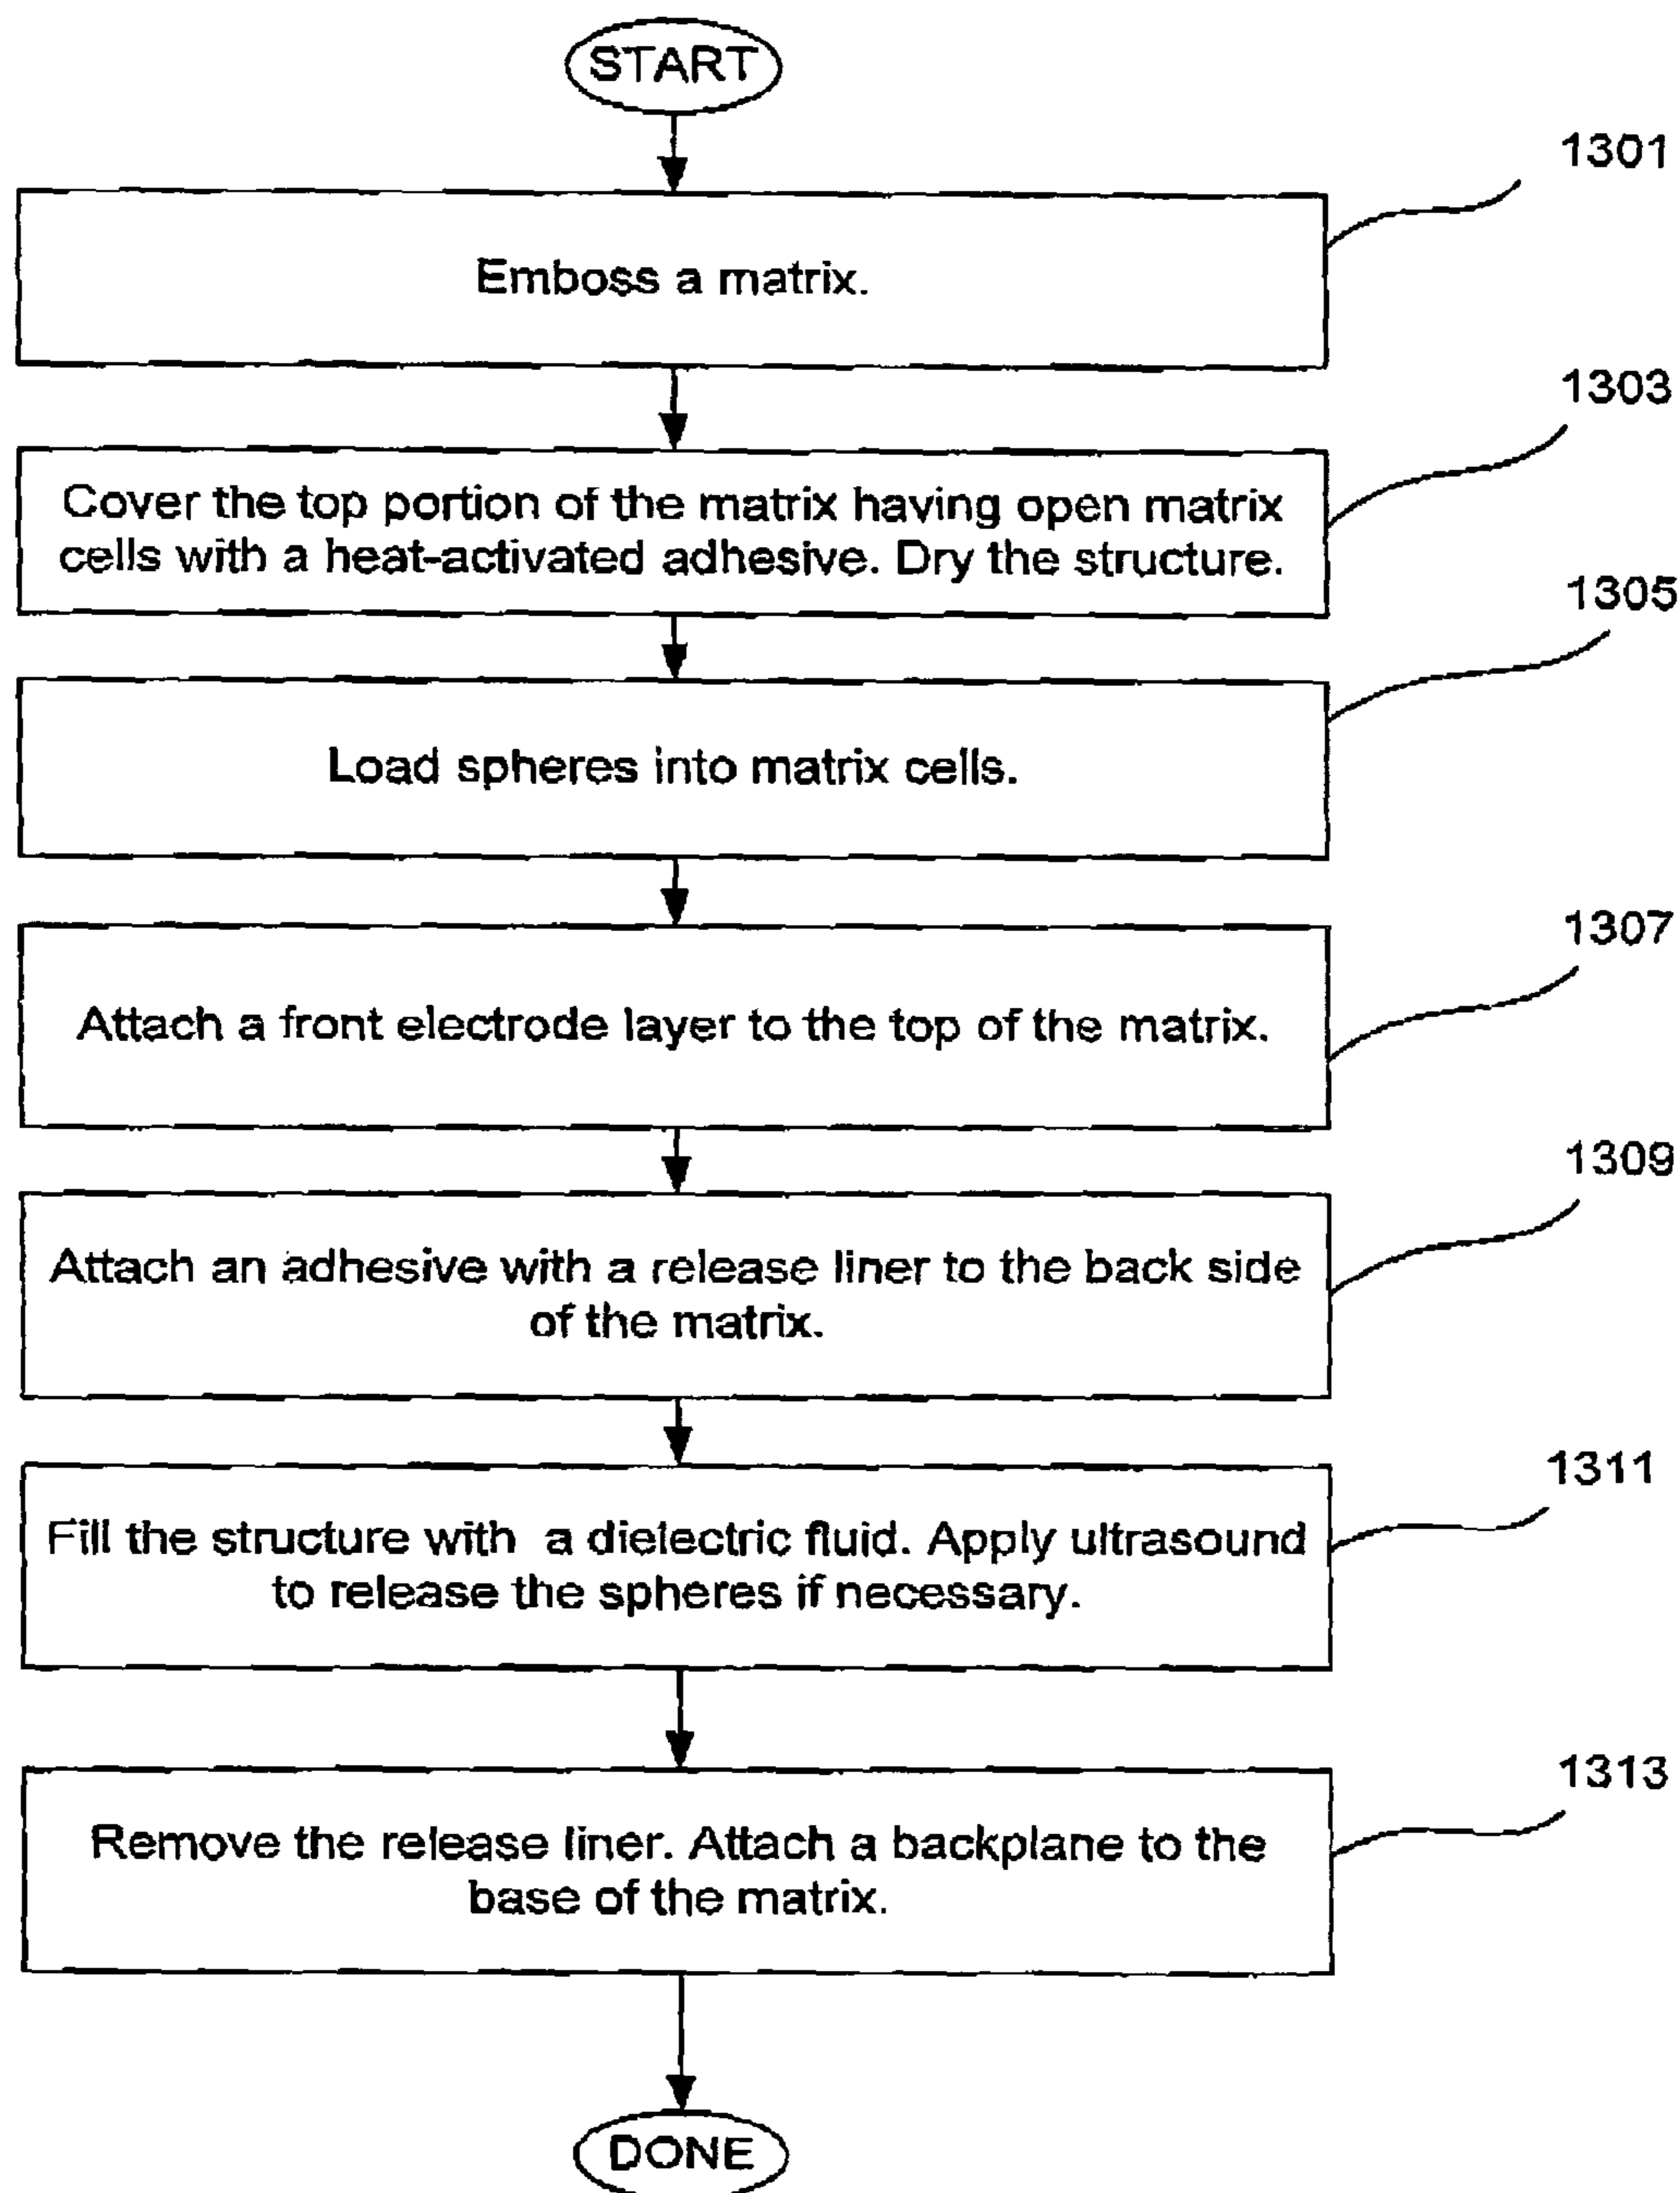 START
1301
Emboss a matrix.
1303
Cover the top portion of the matrix having open matrix
cells with a heat-activated adhesive. Dry the structure.
1305
Load spheres into matrix cells.
1307
Attach a front electrode layer to the top of the matrix.
1309
Attach an adhesive with a release liner to the back side
of the matrix.
1311
Fill the structure with a dielectric fluid. Apply ultrasound
to release the spheres if necessary.
1313
Remove the release liner. Attach a backplane to the
base of the matrix.
DONE